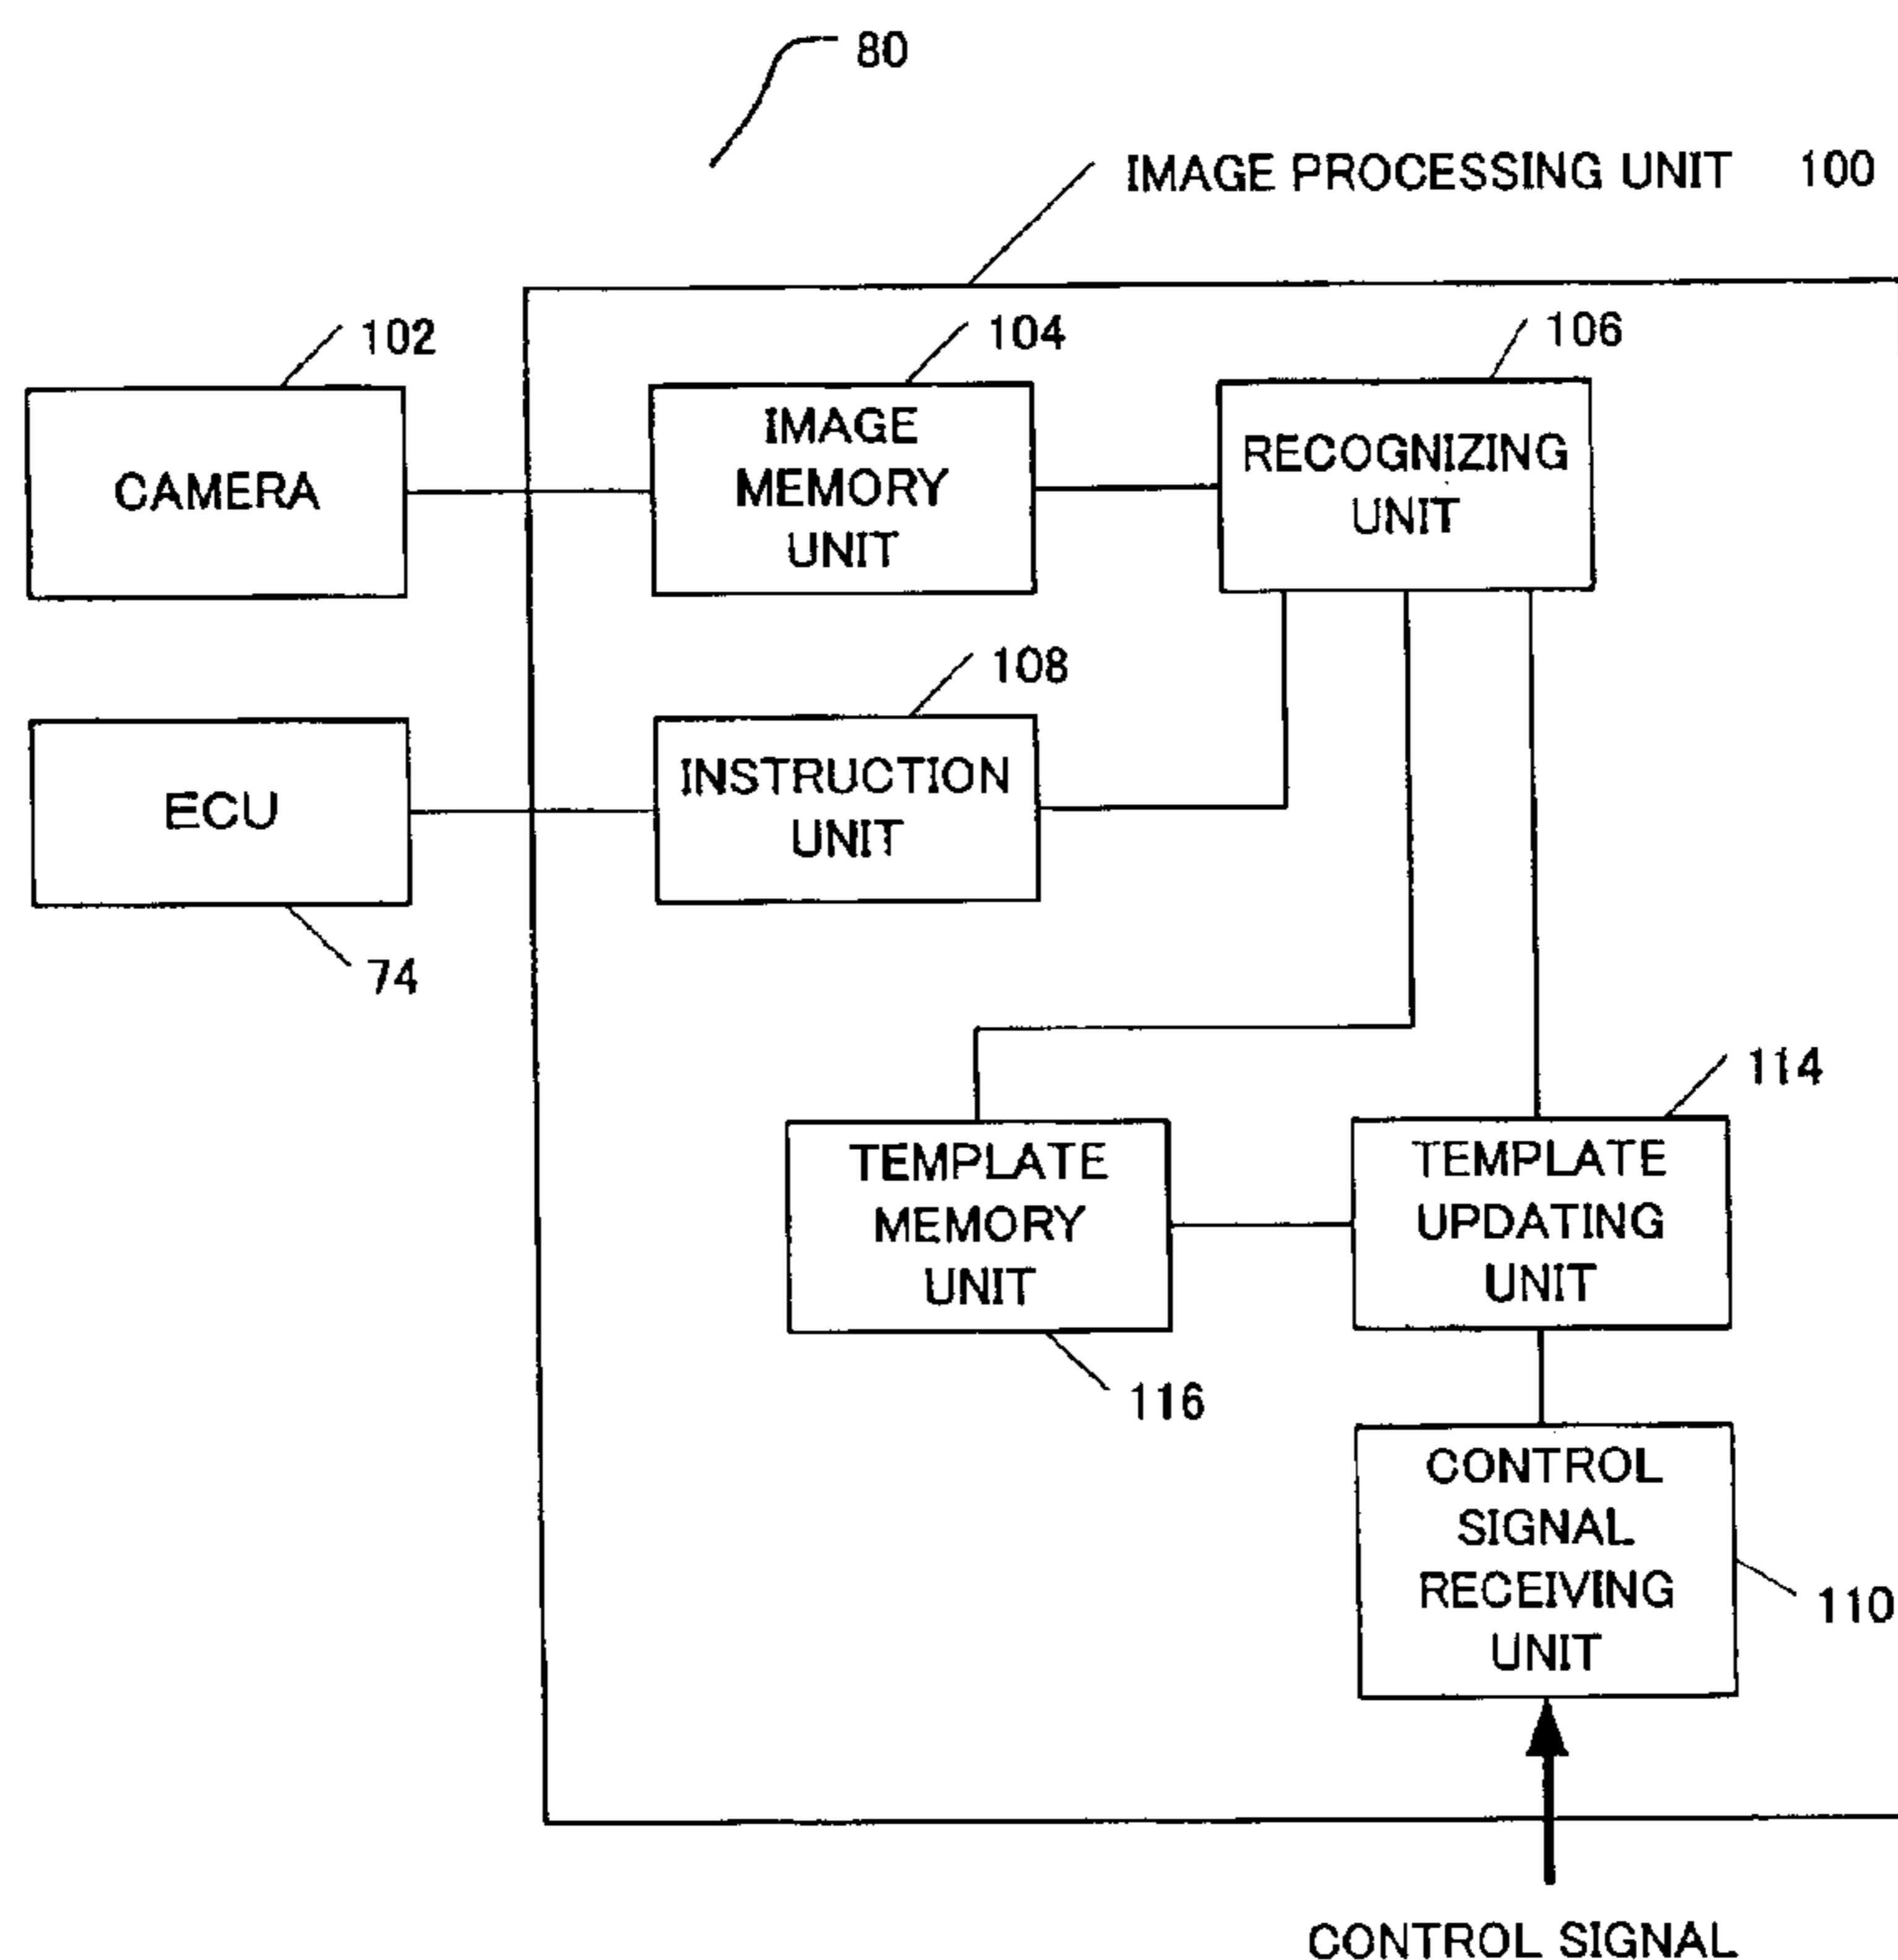 80
IMAGE PROCESSING UNIT 100
102
104
106
CAMERA
IMAGE
MEMORY
UNIT
RECOGNIZING
UNIT
108
ECU
INSTRUCTION
UNIT
74
114
TEMPLATE
MEMORY
UNIT
TEMPLATE
UPDATING
UNIT
116
CONTROL
SIGNAL
RECEIVING
UNIT
110
CONTROL SIGNAL